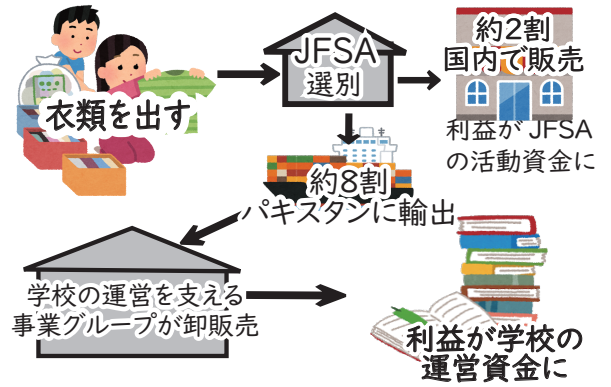 衣類を出す
JFSA
選別
約2割
国内で販売
利益が JFSA
の活動資金に
約8割
パキスタンに輸出
学校の運営を支える
事業グループが卸販売
利益が学校の
運営資金に